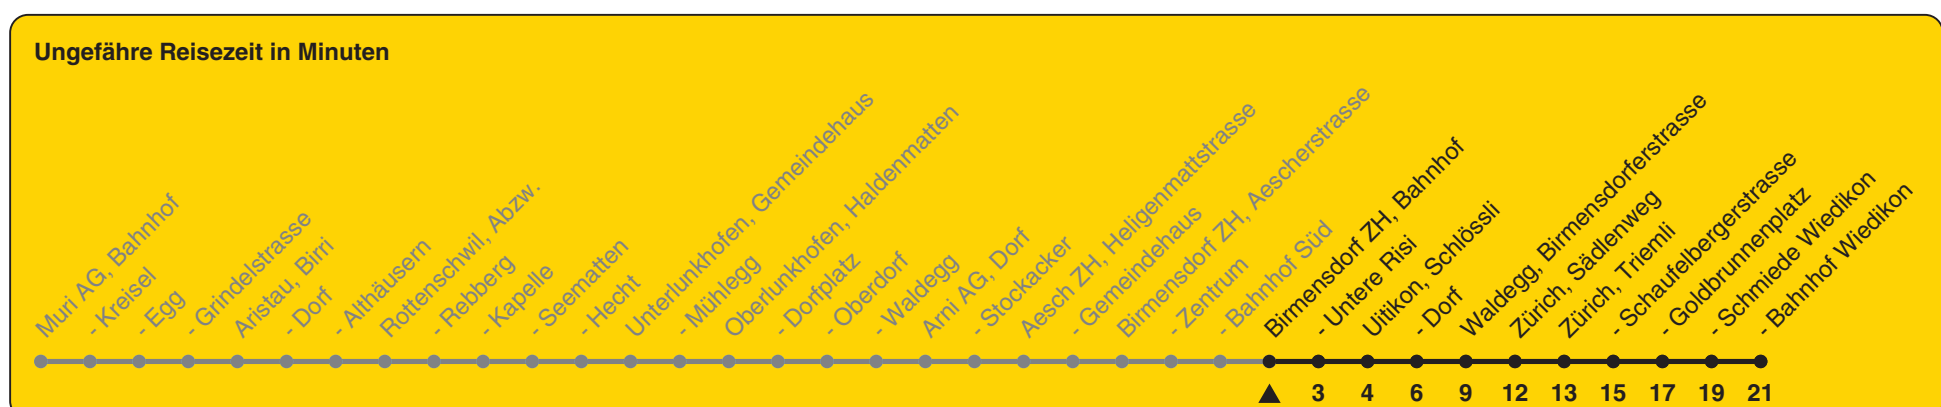 Ungefähre Reisezeit in Minuten
Muri AG, Bahnhof
- Kreisel
- Egg
- Grindelstrasse
Aristau, Birri
- Dorf
- Althäusern
Rottenschwil, Abzw.
- Rebberg
- Kapelle
- Seematten
- Hecht
Unterlunkhofen, Gemeindehaus
- Mühlegg
Oberlunkhofen, Haldenmatten
- Dorfplatz
- Oberdorf
- Waldegg
Arni AG, Dorf
- Stockacker
Aesch ZH, Heligenmattstrasse
- Gemeindehaus
Birmensdorf ZH, Aescherstrasse
- Zentrum
- Bahnhof Süd
Birmensdorf ZH, Bahnhof
- Untere Risi
Uitikon, Schlössli
- Dorf
Waldegg, Birmensdorferstrasse
Zürich, Sädlenweg
Zürich, Triemli
- Schaufelbergerstrasse
- Goldbrunnenplatz
- Schmiede Wiedikon
- Bahnhof Wiedikon
3 4 6 9 12 13 15 17 19 21